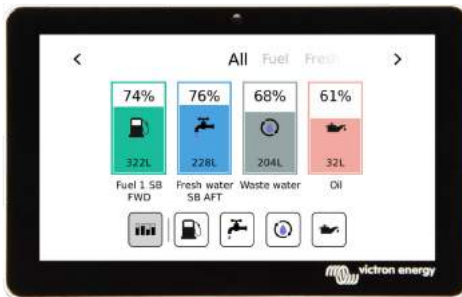 All Fuel Fresh
74% 76% 68% 61%
322L 228L 204L 32L
Fuel 1 SB Fresh water Waste water Oil
FWD SB AFT
victron energy